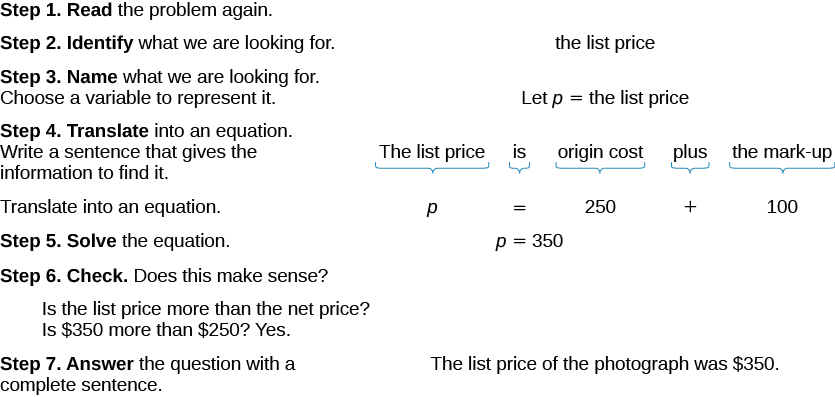 Step 1. Read the problem again.
Step 2. Identify what we are looking for. the list price
Step 3. Name what we are looking for.
Choose a variable to represent it. Let p = the list price
Step 4. Translate into an equation.
Write a sentence that gives the The list price is origin cost plus the mark-up
information to find it.
Translate into an equation. p = 250 + 100
Step 5. Solve the equation. p = 350
Step 6. Check. Does this make sense?
Is the list price more than the net price?
Is $350 more than $250? Yes.
Step 7. Answer the question with a The list price of the photograph was $350.
complete sentence.